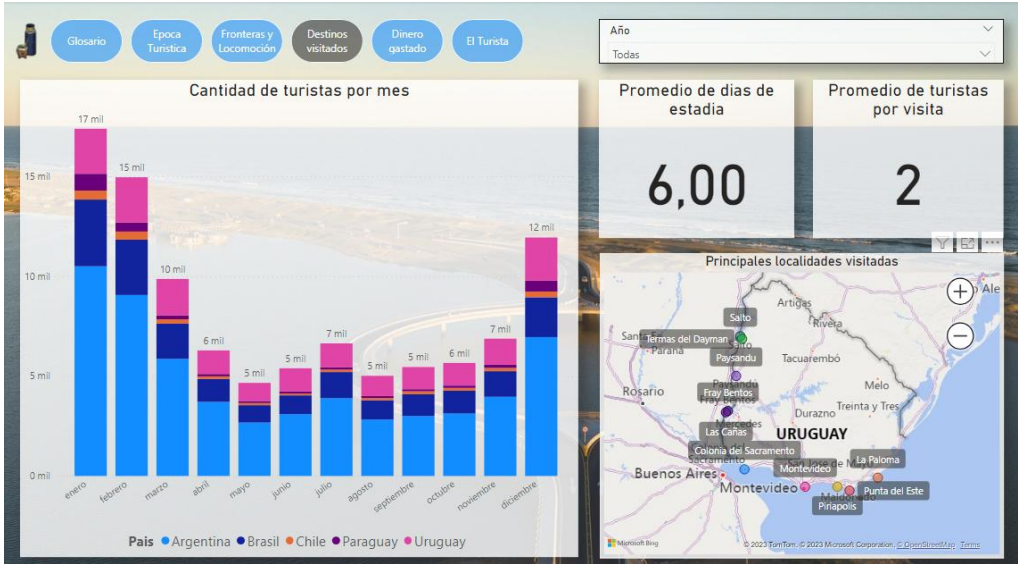 Glosario
Epoca
Turistica
Fronteras y
Locomoción
Destinos
visitados
Dinero
gastado
El Turista
Año
Todas
Cantidad de turistas por mes
17 mil
15 mil
10 mil
6 mil
5 mil
5 mil
7 mil
5 mil
5 mil
6 mil
7 mil
12 mil
15 mil
10 mil
5 mil
0 mil
enero
febrero
marzo
abril
mayo
junio
julio
agosto
septiembre
octubre
noviembre
diciembre
Pais Argentina Brasil Chile Paraguay Uruguay
Promedio de dias de
estadia
6,00
Promedio de turistas
por visita
2
Principales localidades visitadas
Artigas
Salto
Rivera
Termas del Dayman
Salto
Parana
Paysandu
Tacuarembó
Paysandú
Rosario
Fray Bentos
Melo
Durazno
Treinta y Tres
Mercedes
Las Cañas
URUGUAY
Colonia del Sacramento
La Paloma
Montevideo
Buenos Aires
Montevideo
Punta del Este
Piriapolis
Microsoft Bing
© 2023 TomTom, © 2023 Microsoft Corporation, © OpenStreetMap Terms